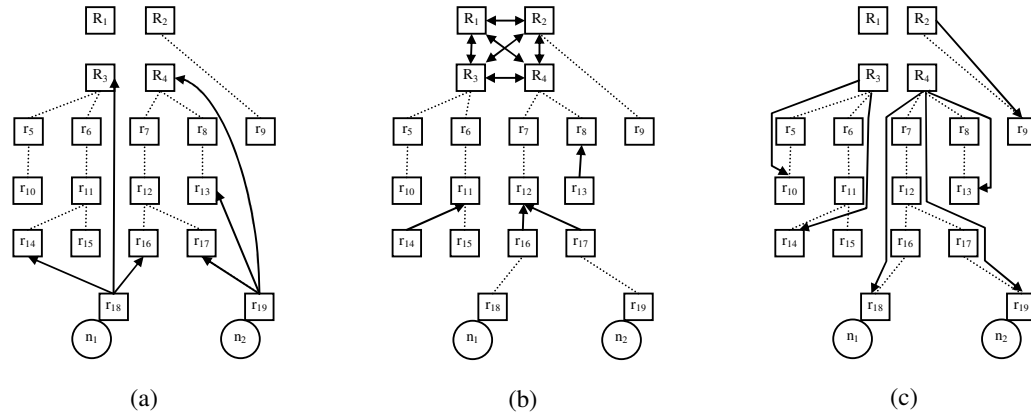 R1 R2 R1 R2 R1 R2
R3 R4 R3 R4 R3 R4
r5 r6 r7 r8 r9 r5 r6 r7 r8 r9 r5 r6 r7 r8 r9
r10 r11 r12 r13 r10 r11 r12 r13 r10 r11 r12 r13
r14 r15 r16 r17 r14 r15 r16 r17 r14 r15 r16 r17
r18 r19 r18 r19 r18 r19
n1 n2 n1 n2 n1 n2
(a) (b) (c)